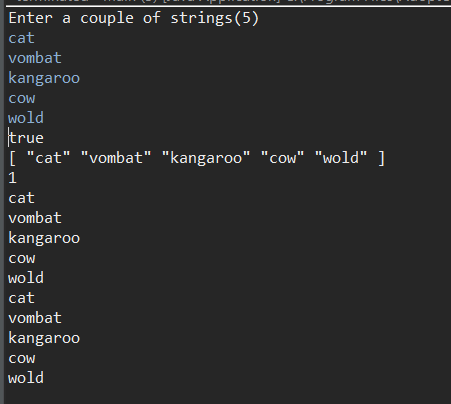 Enter a couple of strings(5)
cat
vombat
kangaroo
cow
wold
true
[ "cat" "vombat" "kangaroo" "cow" "wold" ]
1
cat
vombat
kangaroo
cow
wold
cat
vombat
kangaroo
cow
wold